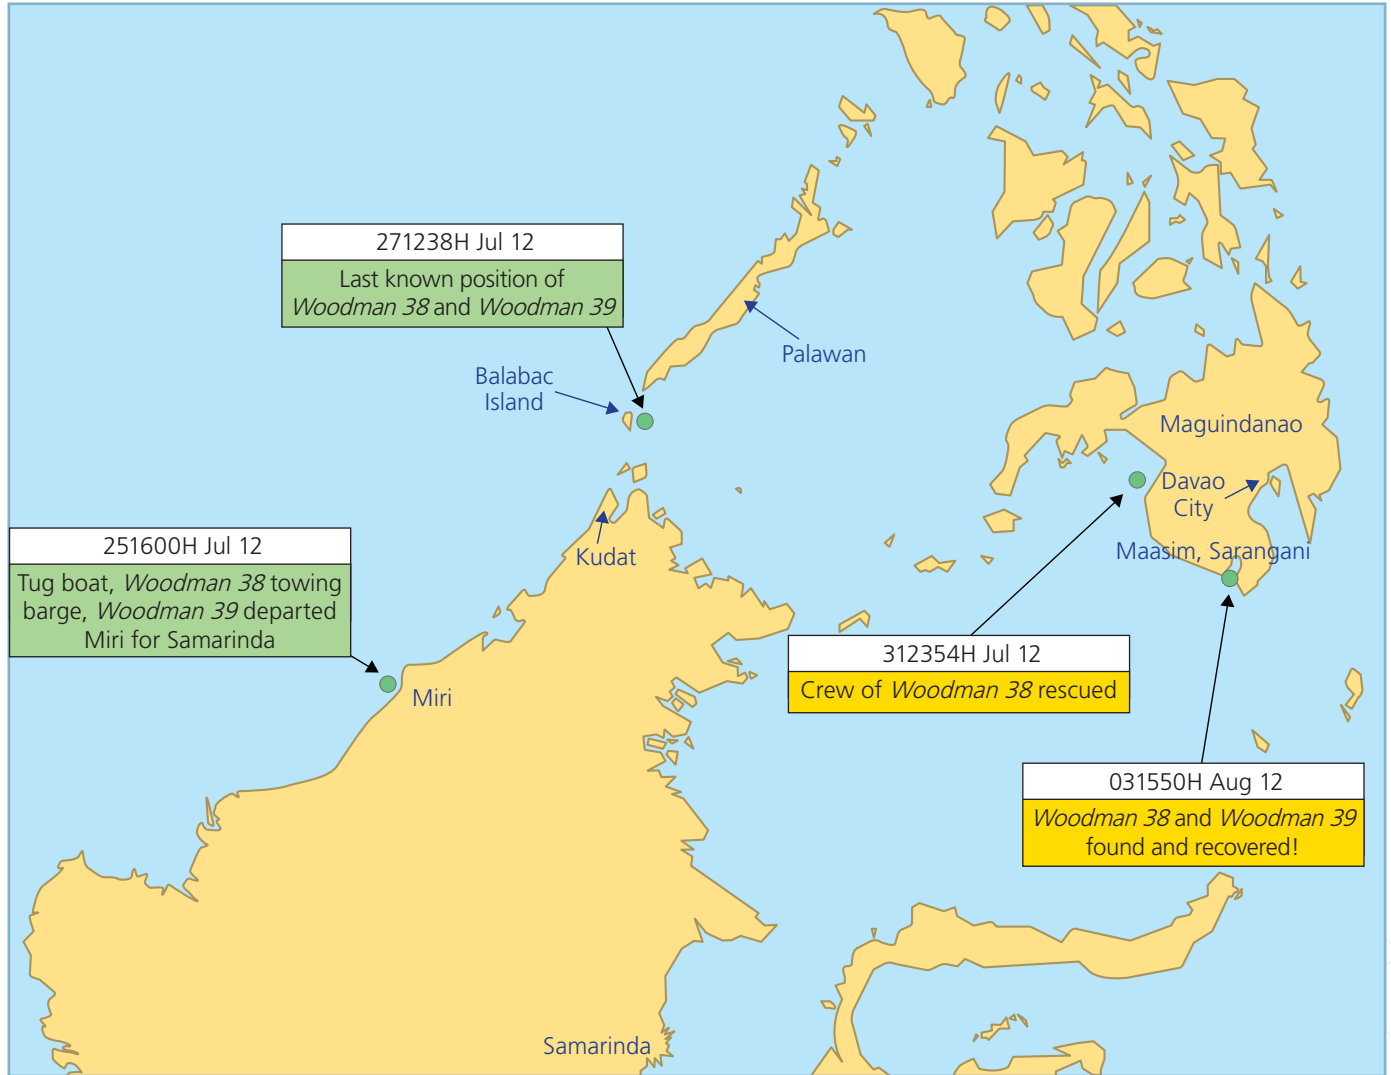 271238H Jul 12
Last known position of
Woodman 38 and Woodman 39
Palawan
Balabac
Island
Maguindanao
Davao
City
Maasim, Sarangani
Kudat
251600H Jul 12
Tug boat, Woodman 38 towing
barge, Woodman 39 departed
Miri for Samarinda
Miri
312354H Jul 12
Crew of Woodman 38 rescued
031550H Aug 12
Woodman 38 and Woodman 39
found and recovered!
Samarinda